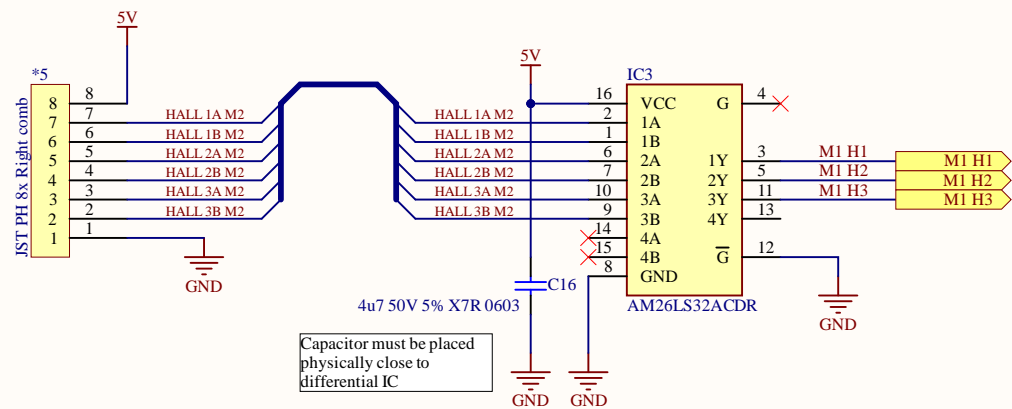 5V
*5
JST PH 8x Right comb
8
7
6
5
4
3
2
1
8
7
6
5
4
3
2
1
HALL 1A M2
HALL 1B M2
HALL 2A M2
HALL 2B M2
HALL 3A M2
HALL 3B M2
GND
HALL 1A M2
HALL 1B M2
HALL 2A M2
HALL 2B M2
HALL 3A M2
HALL 3B M2
5V
C16
4u7 50V 5% X7R 0603
GND
Capacitor must be placed
physically close to
differential IC
IC3
16
2
1
6
7
10
9
14
15
8
VCC
1A
1B
2A
2B
3A
3B
4A
4B
GND
G
1Y
2Y
3Y
4Y
G
4
3
5
11
13
12
AM26LS32ACDR
GND
M1 H1
M1 H2
M1 H3
M1 H1
M1 H2
M1 H3
GND